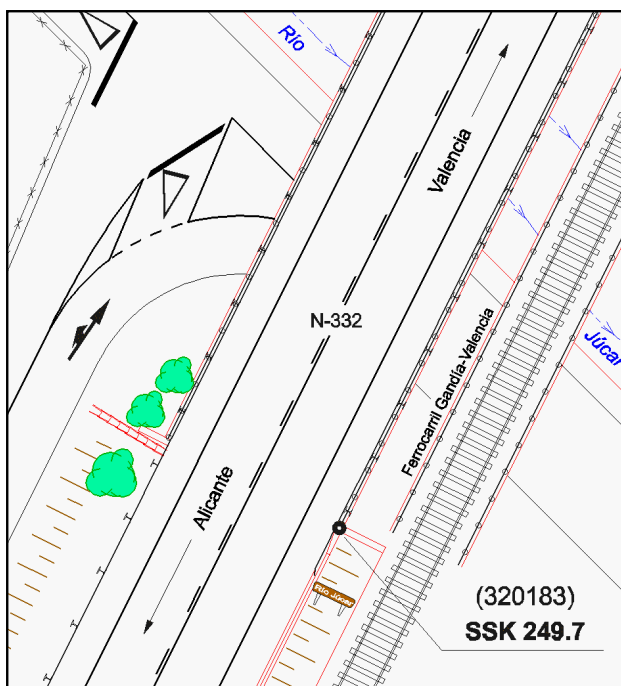 Río
Valencia
N-332
Júcar
Ferrocarril Gandía-Valencia
Alicante
Río Júcar
(320183)
SSK 249.7